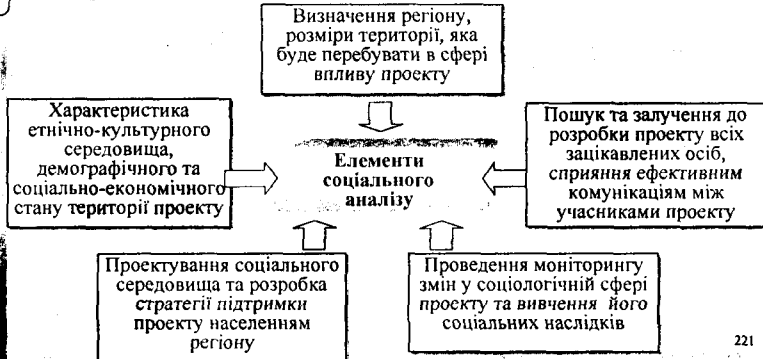 Визначення регіону,
розміри території, яка
буде перебувати в сфері
впливу проекту
Характеристика
етнічно-культурного
середовища,
демографічного та
соціально-економічного
стану території проекту
Елементи
соціального
аналізу
Пошук та залучення до
розробки проекту всіх
зацікавлених осіб,
сприяння ефективним
комунікаціям між
учасниками проекту
Проектування соціального
середовища та розробка
стратегії підтримки
проекту населенням
регіону
Проведення моніторингу
змін у соціологічній сфері
проекту та вивчення його
соціальних наслідків
221